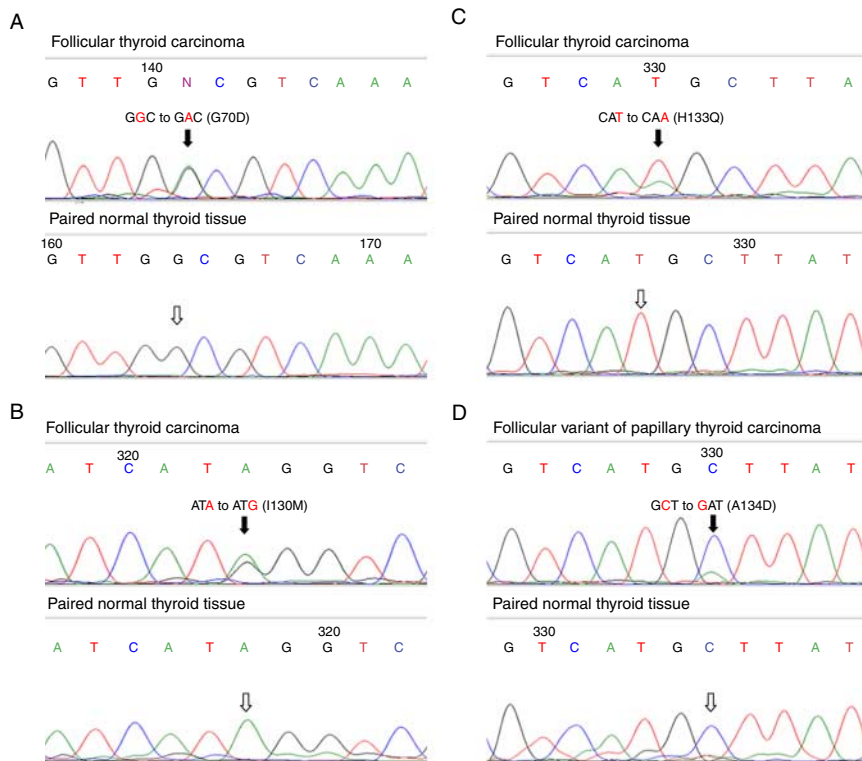 A
Follicular thyroid carcinoma
140
G T T G N C G T C A A A
GGC to GAC (G70D)
Paired normal thyroid tissue
160 170
G T T G G C G T C A A A
B
Follicular thyroid carcinoma
320
A T C A T A G G T C
ATA to ATG (I130M)
Paired normal thyroid tissue
320
A T C A T A G G T C
C
Follicular thyroid carcinoma
330
G T C A T G C T T A
CAT to CAA (H133Q)
Paired normal thyroid tissue
330
G T C A T G C T T A T
D
Follicular variant of papillary thyroid carcinoma
330
G T C A T G C T T A T
GCT to GAT (A134D)
Paired normal thyroid tissue
330
G T C A T G C T T A T